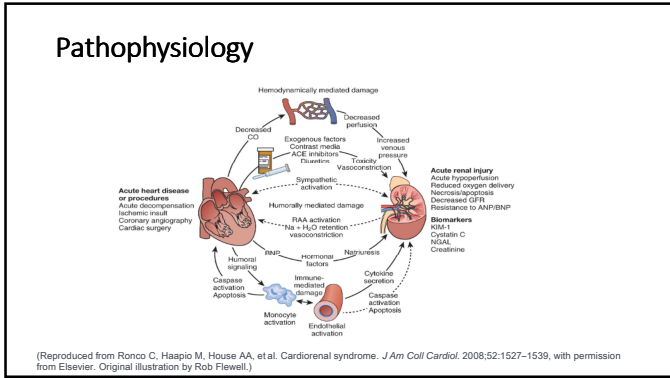 Pathophysiology
Hemodynamically mediated damage
Decreased
perfusion
Decreased
CO
Exogenous factors
Contrast media
ACE inhibitors
Diuretics
Toxicity
Vasoconstriction
Increased
venous
pressure
Sympathetic
activation
Humorally mediated damage
RAA activation
Na + H₂O retention
vasoconstriction
Acute heart disease
or procedures
Acute decompensation
Ischemic insult
Coronary angiography
Cardiac surgery
Acute renal injury
Acute hypoperfusion
Reduced oxygen delivery
Necrosis/apoptosis
Decreased GFR
Resistance to ANP/BNP
Biomarkers
KIM-1
Cystatin C
NGAL
Creatinine
BNP
Hormonal
factors
Natriuresis
Humoral
signaling
Caspase
activation
Apoptosis
Immune-
mediated
damage
Cytokine
secretion
Caspase
activation
Apoptosis
Monocyte
activation
Endothelial
activation
(Reproduced from Ronco C, Haapio M, House AA, et al. Cardiorenal syndrome. J Am Coll Cardiol. 2008;52:1527–1539, with permission
from Elsevier. Original illustration by Rob Flewell.)